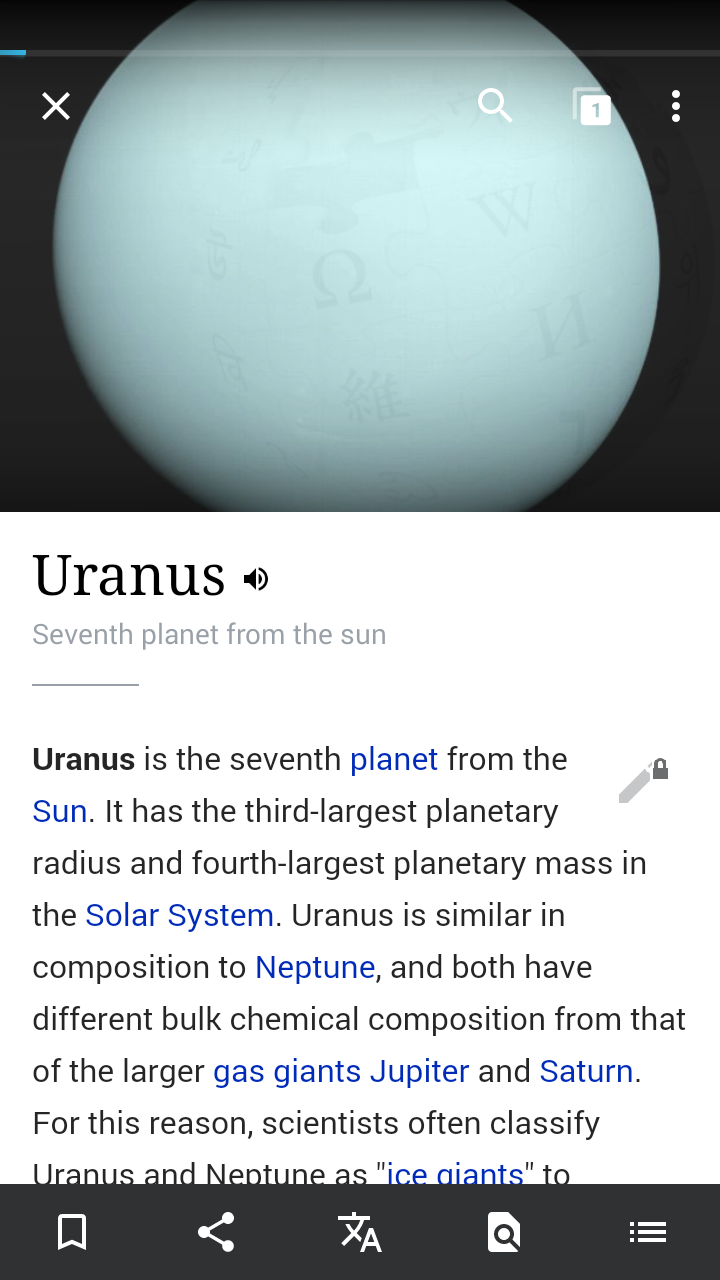 1
W
Ω
И
維
Uranus
Seventh planet from the sun
Uranus is the seventh planet from the
Sun. It has the third-largest planetary
radius and fourth-largest planetary mass in
the Solar System. Uranus is similar in
composition to Neptune, and both have
different bulk chemical composition from that
of the larger gas giants Jupiter and Saturn.
For this reason, scientists often classify
Uranus and Neptune as "ice giants" to